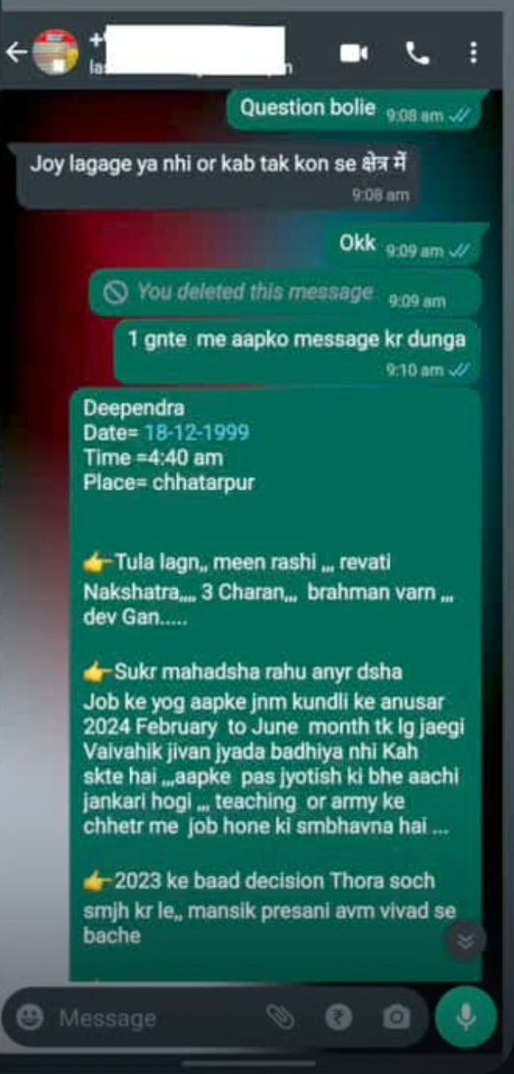 Question bolie 9:08 am
Joy lagage ya nhi or kab tak kon se क्षेत्र में
9:08 am
Okk 9:09 am
You deleted this message 9:09 am
1 gnte me aapko message kr dunga
9:10 am
Deependra
Date= 18-12-1999
Time =4:40 am
Place= chhatarpur
👉Tula lagn,, meen rashi ,,, revati
Nakshatra,,,, 3 Charan,,, brahman varn ,,,
dev Gan.....
👉Sukr mahadsha rahu anyr dsha
Job ke yog aapke jnm kundli ke anusar
2024 February to June month tk lg jaegi
Vaivahik jivan jyada badhiya nhi Kah
skte hai ,,,aapke pas jyotish ki bhe aachi
jankari hogi ,,, teaching or army ke
chhetr me job hone ki smbhavna hai ...
👉2023 ke baad decision Thora soch
smjh kr le,, mansik presani avm vivad se
bache
Message